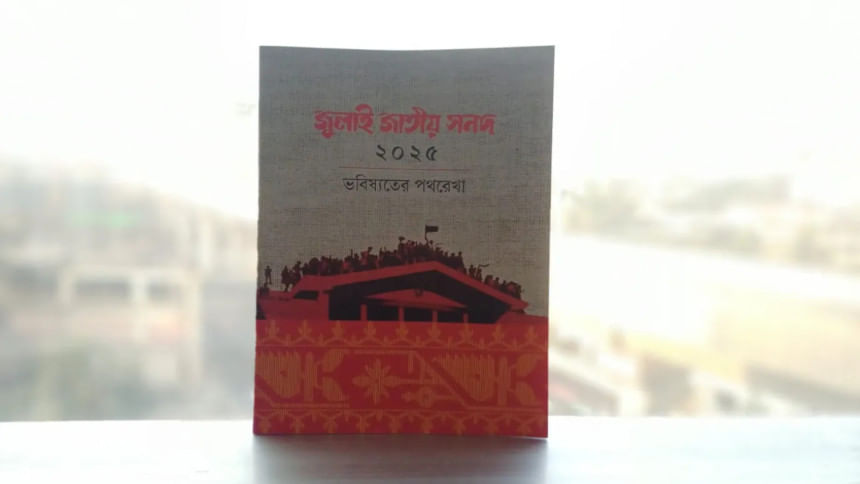 জুলাই জাতীয় সনদ
২০২৫
ভবিষ্যতের পথরেখা